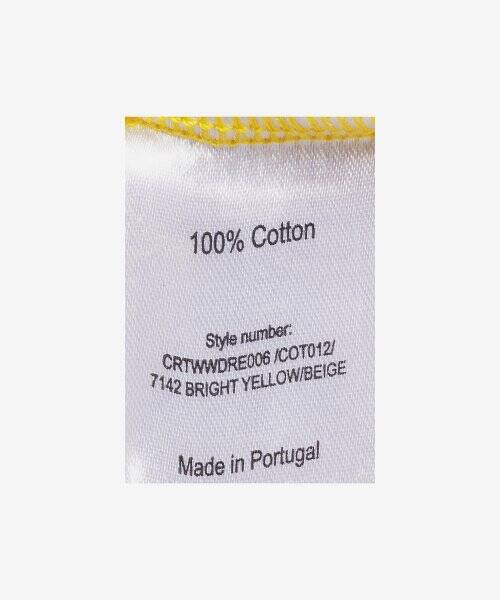 100% Cotton
Style number:
CRTWWDRE006 /COT012/
7142 BRIGHT YELLOW/BEIGE
Made in Portugal